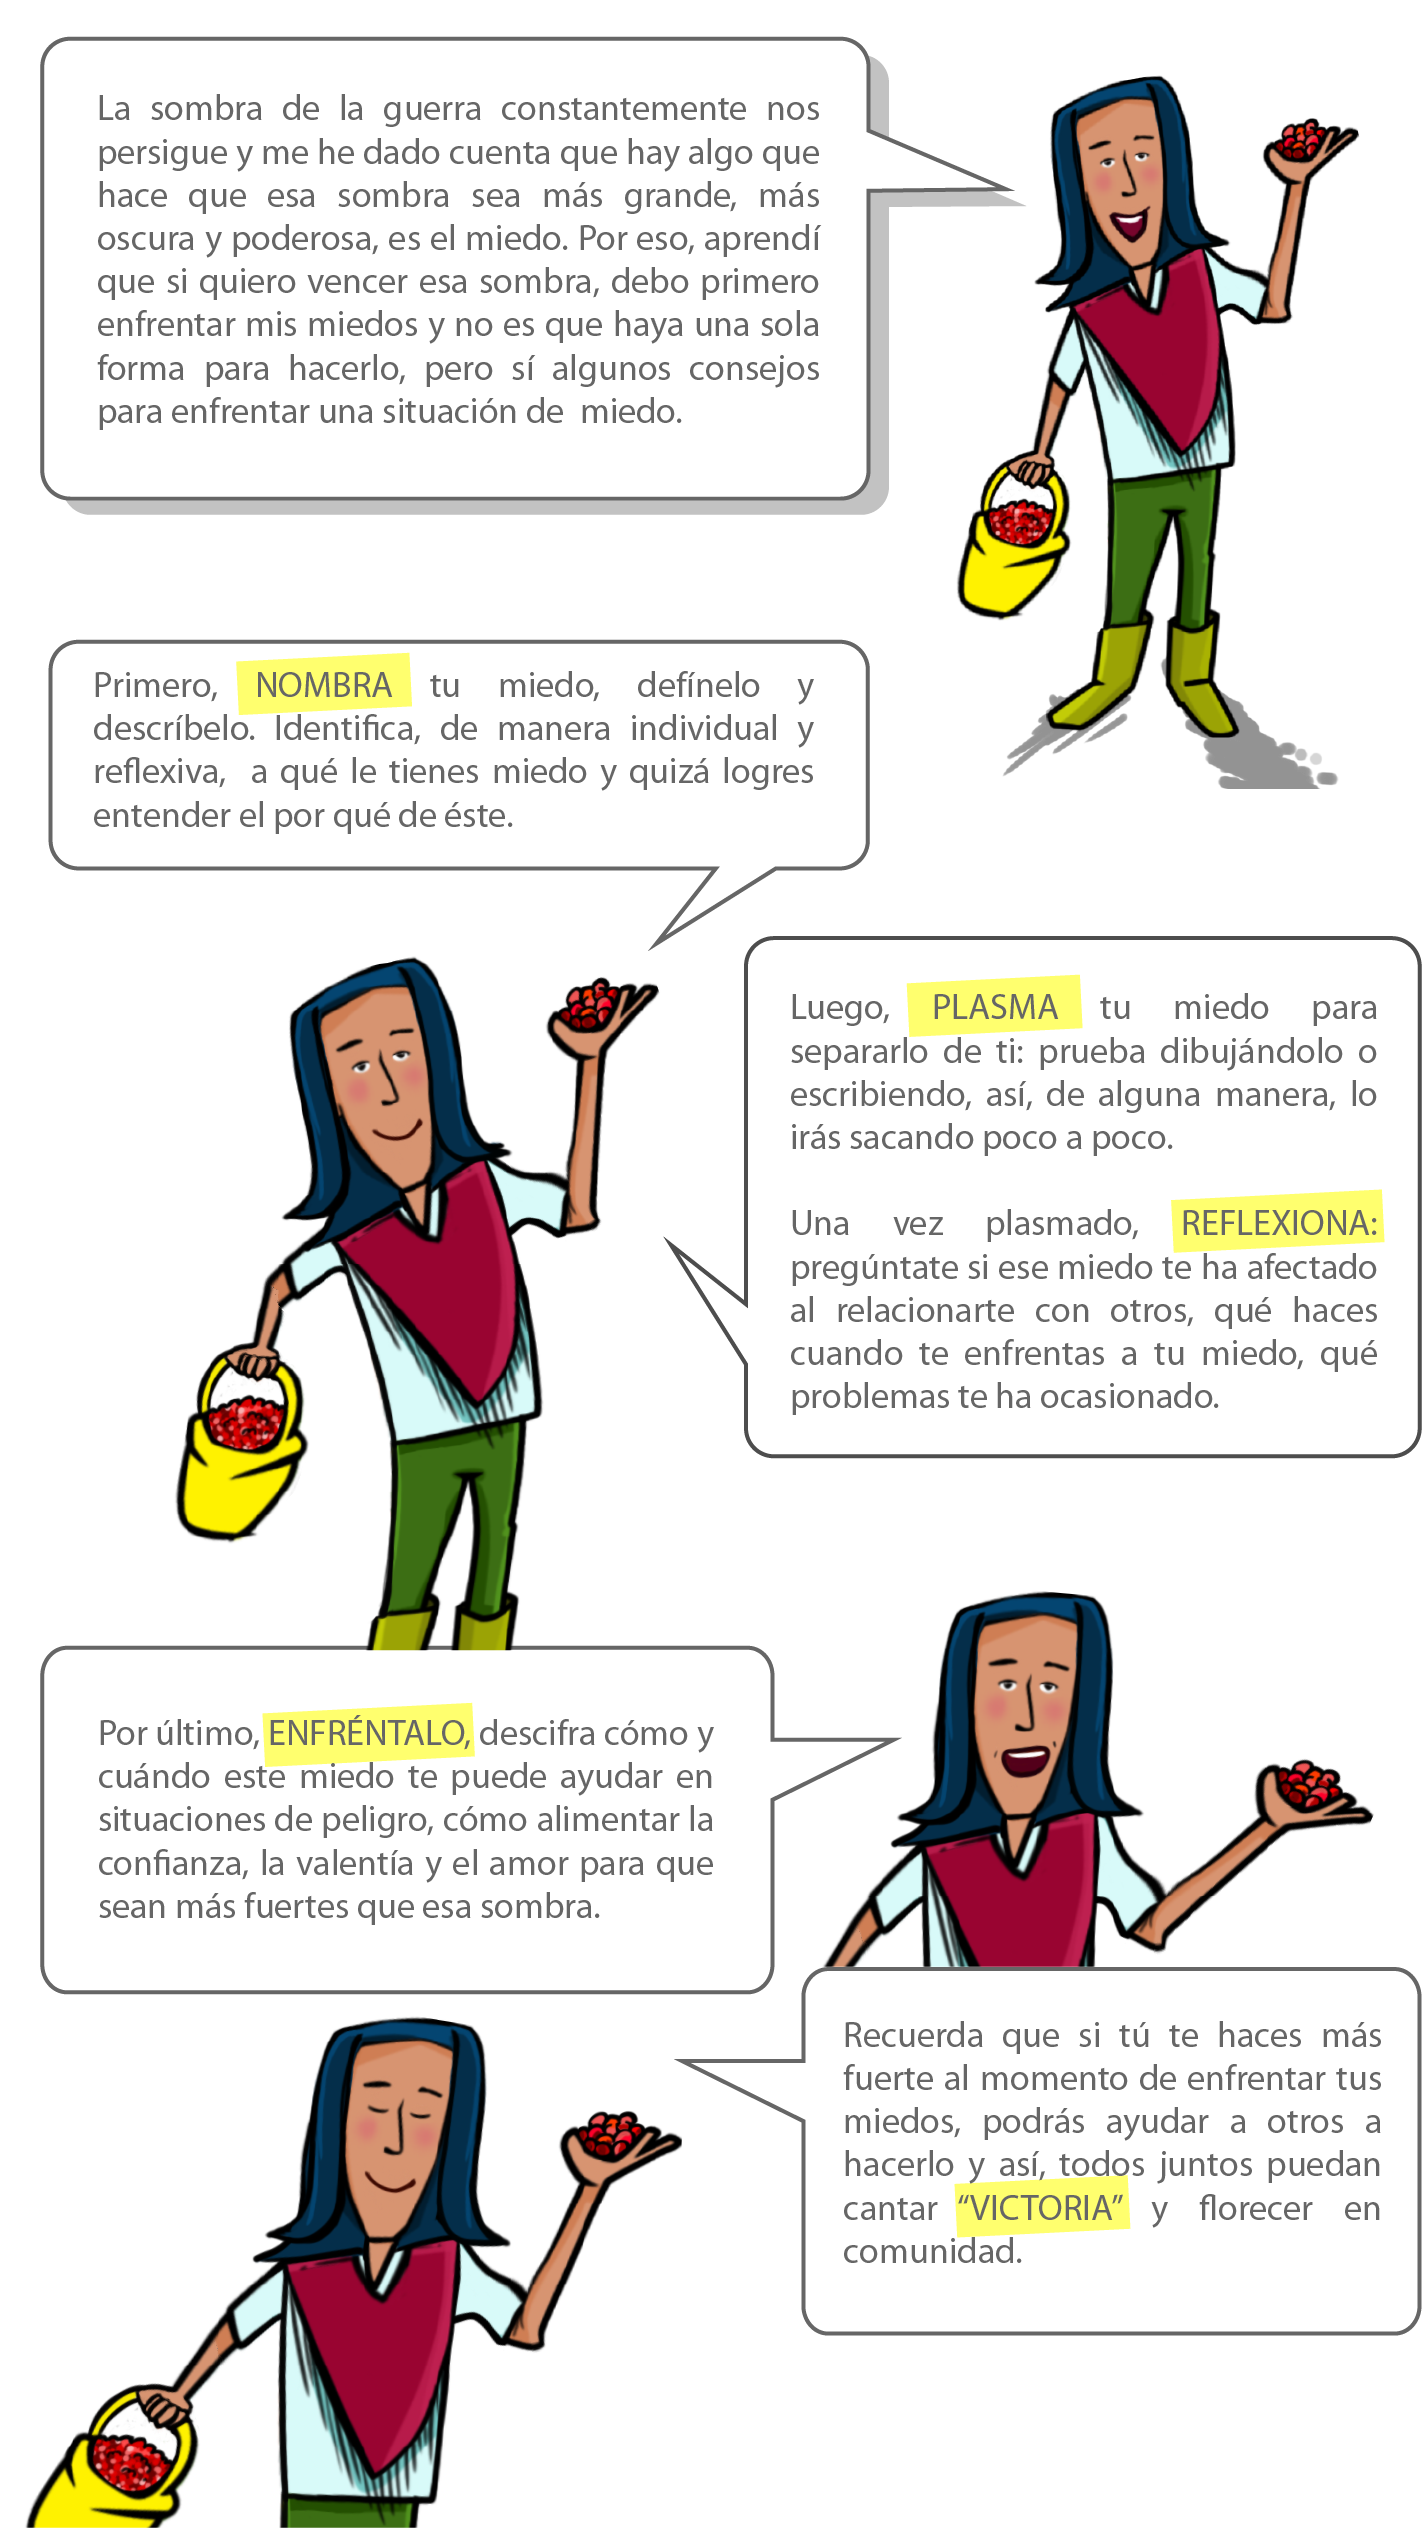 La sombra de la guerra constantemente nos
persigue y me he dado cuenta que hay algo que
hace que esa sombra sea más grande, más
oscura y poderosa, es el miedo. Por eso, aprendí
que si quiero vencer esa sombra, debo primero
enfrentar mis miedos y no es que haya una sola
forma para hacerlo, pero sí algunos consejos
para enfrentar una situación de miedo.
Primero, NOMBRA tu miedo, defínelo y
descríbelo. Identifica, de manera individual y
reflexiva, a qué le tienes miedo y quizá logres
entender el por qué de éste.
Luego, PLASMA tu miedo para
separarlo de ti: prueba dibujándolo o
escribiendo, así, de alguna manera, lo
irás sacando poco a poco.
Una vez plasmado, REFLEXIONA:
pregúntate si ese miedo te ha afectado
al relacionarte con otros, qué haces
cuando te enfrentas a tu miedo, qué
problemas te ha ocasionado.
Por último, ENFRÉNTALO, descifra cómo y
cuándo este miedo te puede ayudar en
situaciones de peligro, cómo alimentar la
confianza, la valentía y el amor para que
sean más fuertes que esa sombra.
Recuerda que si tú te haces más
fuerte al momento de enfrentar tus
miedos, podrás ayudar a otros a
hacerlo y así, todos juntos puedan
cantar “VICTORIA” y florecer en
comunidad.